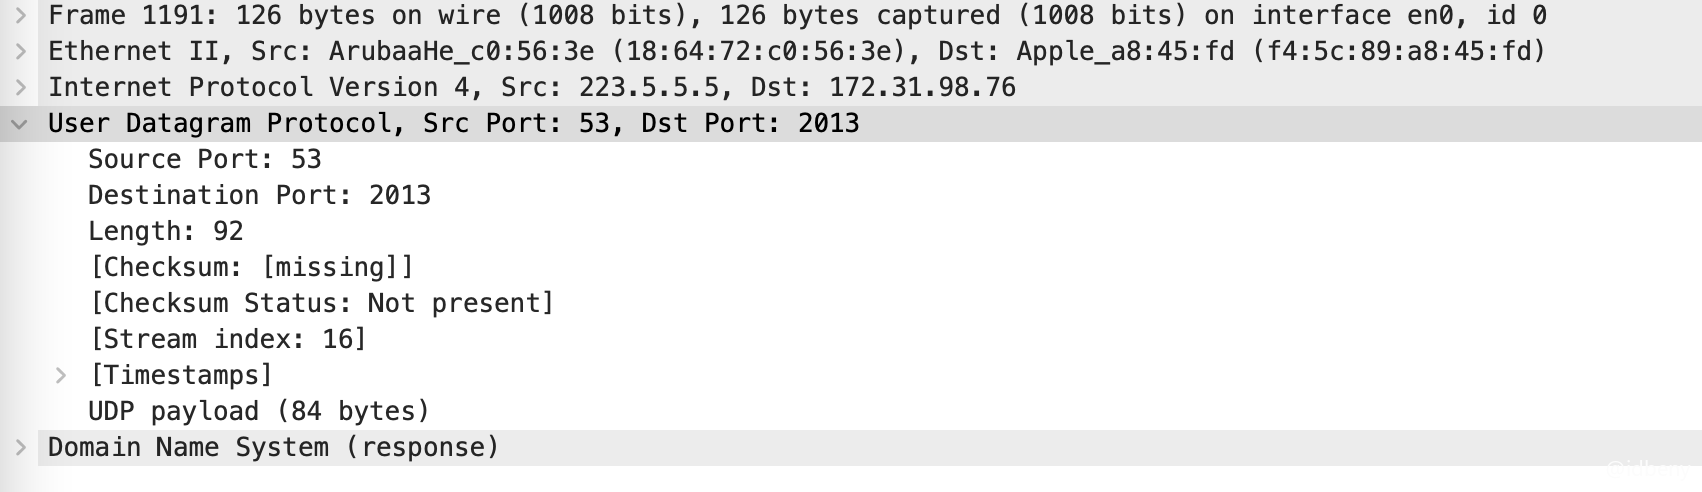 Frame 1191: 126 bytes on wire (1008 bits), 126 bytes captured (1008 bits) on interface en0, id 0
Ethernet II, Src: ArubaaHe_c0:56:3e (18:64:72:c0:56:3e), Dst: Apple_a8:45:fd (f4:5c:89:a8:45:fd)
Internet Protocol Version 4, Src: 223.5.5.5, Dst: 172.31.98.76
User Datagram Protocol, Src Port: 53, Dst Port: 2013
Source Port: 53
Destination Port: 2013
Length: 92
[Checksum: [missing]]
[Checksum Status: Not present]
[Stream index: 16]
[Timestamps]
UDP payload (84 bytes)
Domain Name System (response)